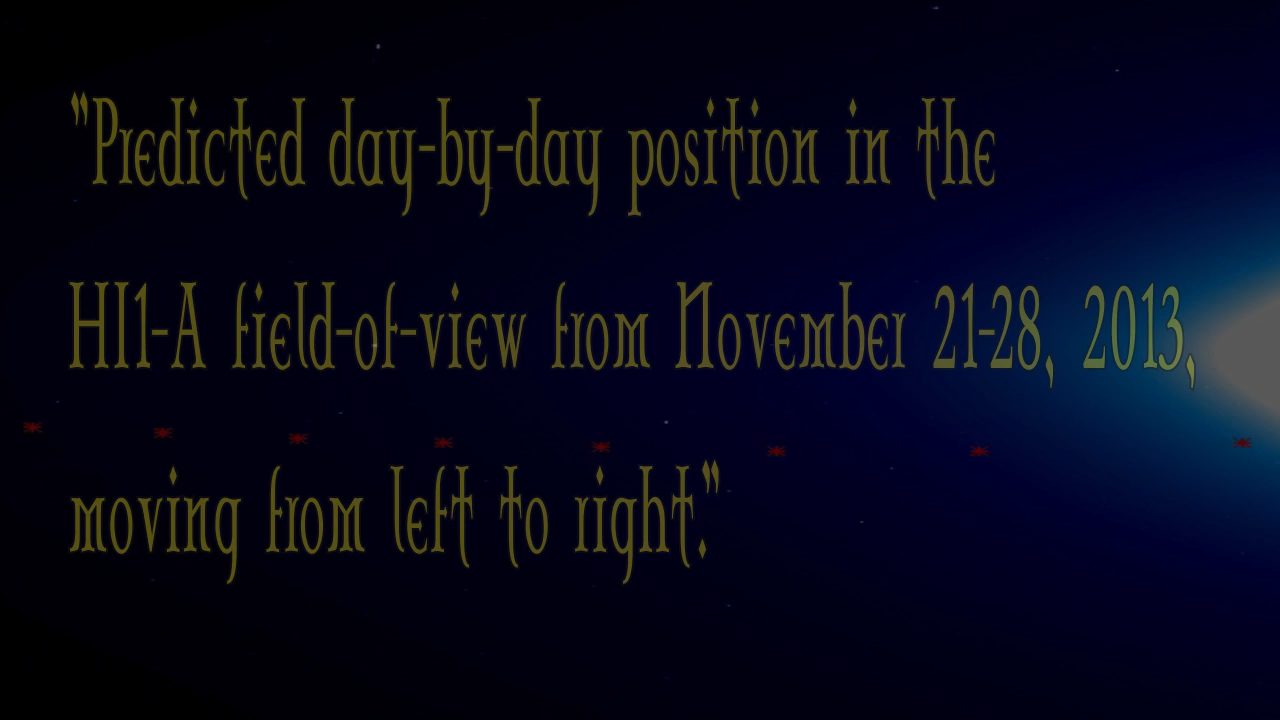 "Predicted day-by-day position in the
HI1-A field-of-view from November 21-28, 2013,
moving from left to right."